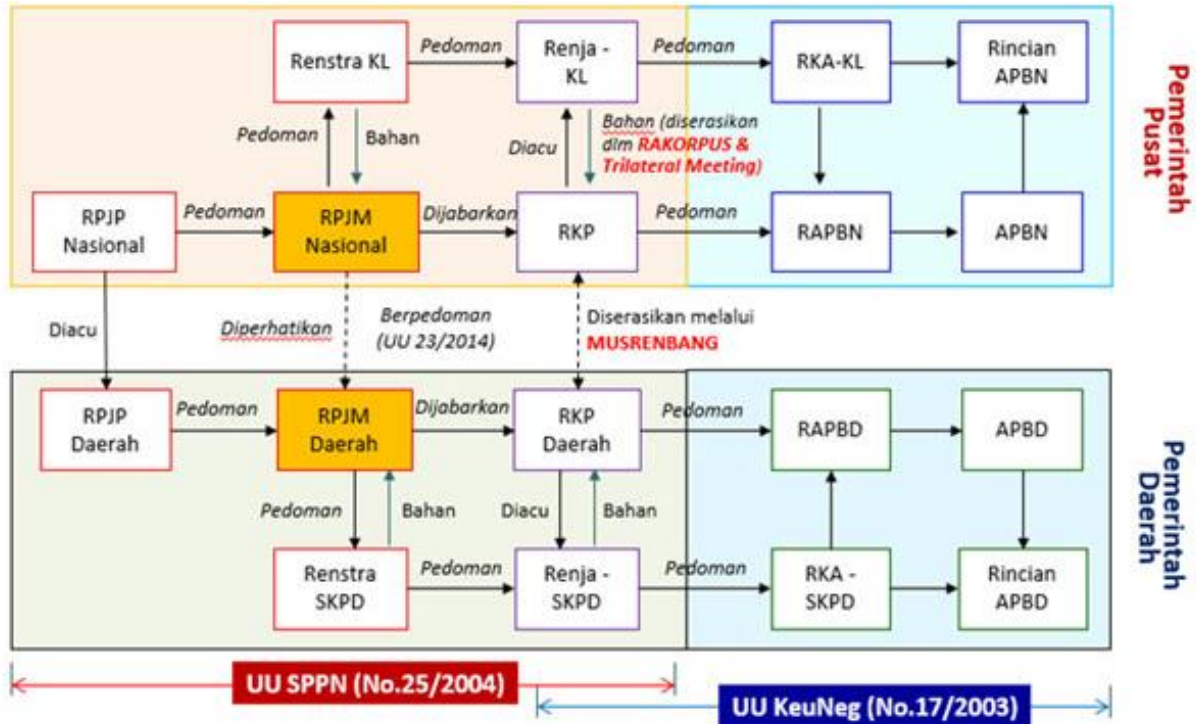 Renstra KL
Pedoman
Renja -
KL
Pedoman
RKA-KL
Rincian
APBN
Pedoman
Bahan
Diacu
Bahan (diserasikan
dlm RAKORPUS &
Trilateral Meeting)
RPJP
Nasional
Pedoman
RPJM
Nasional
Dijabarkan
RKP
Pedoman
RAPBN
APBN
Pemerintah
Pusat
Diacu
Diperhatikan
Berpedoman
(UU 23/2014)
Diserasikan melalui
MUSRENBANG
RPJP
Daerah
Pedoman
RPJM
Daerah
Dijabarkan
RKP
Daerah
Pedoman
RAPBD
APBD
Pedoman
Bahan
Diacu
Bahan
Renstra
SKPD
Pedoman
Renja -
SKPD
Pedoman
RKA -
SKPD
Rincian
APBD
Pemerintah
Daerah
UU SPPN (No.25/2004)
UU KeuNeg (No.17/2003)